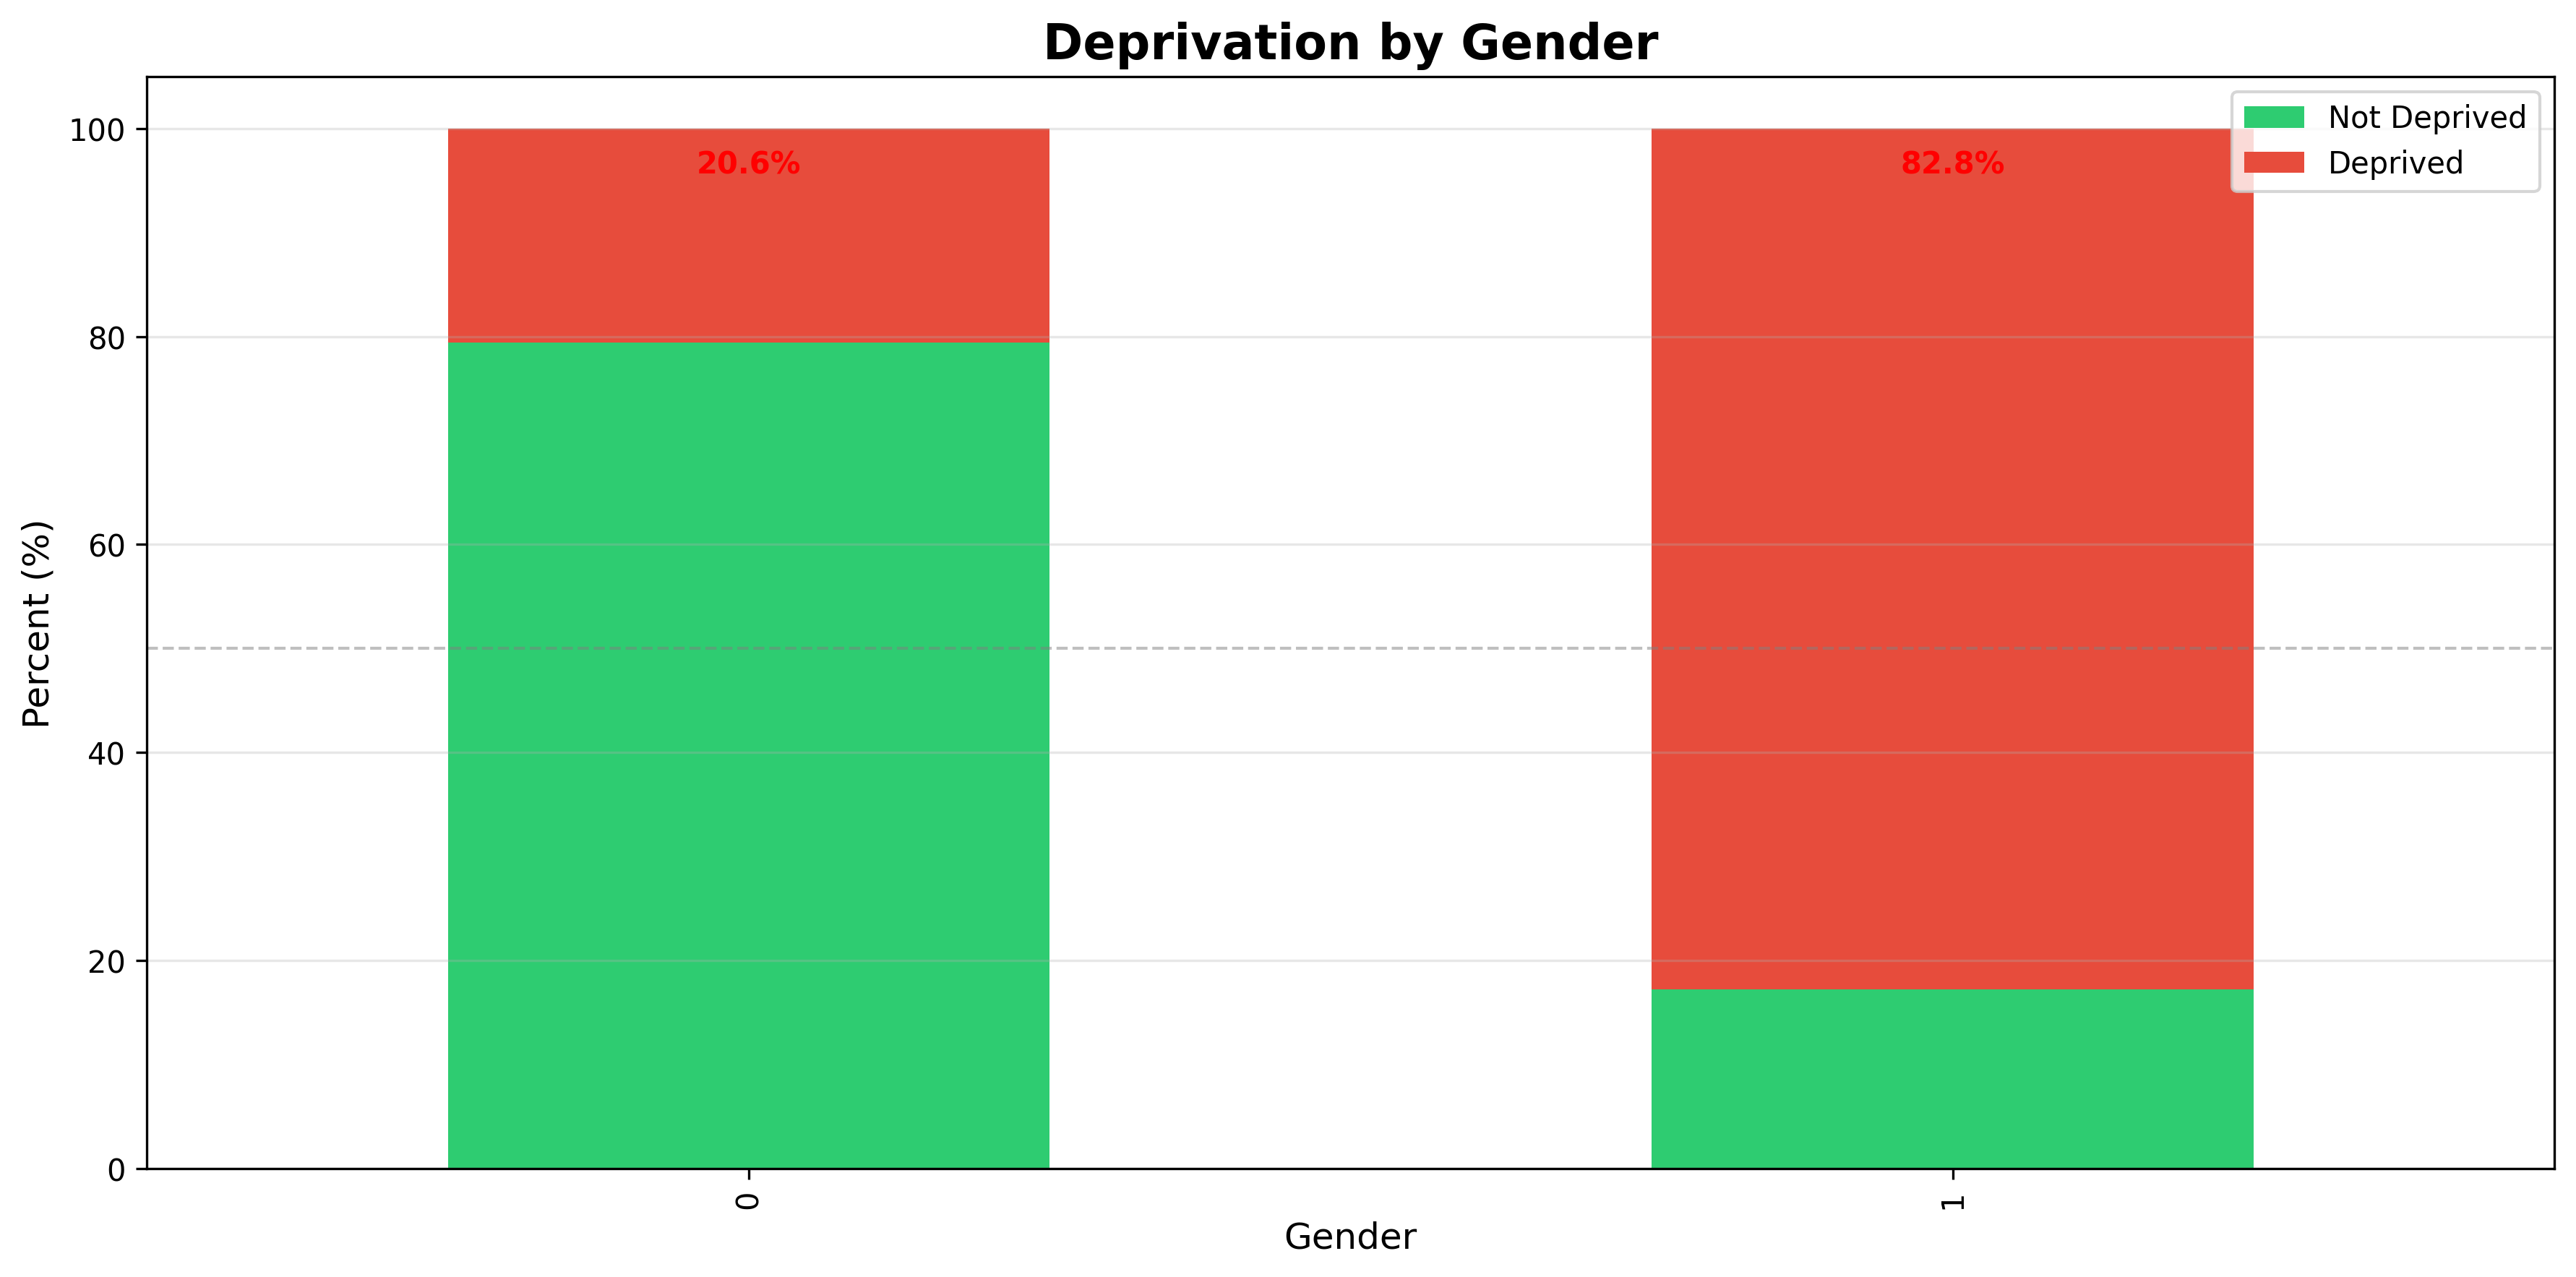 Deprivation by Gender
Not Deprived
Deprived
20.6%
82.8%
100
80
60
40
20
0
Percent (%)
0
1
Gender